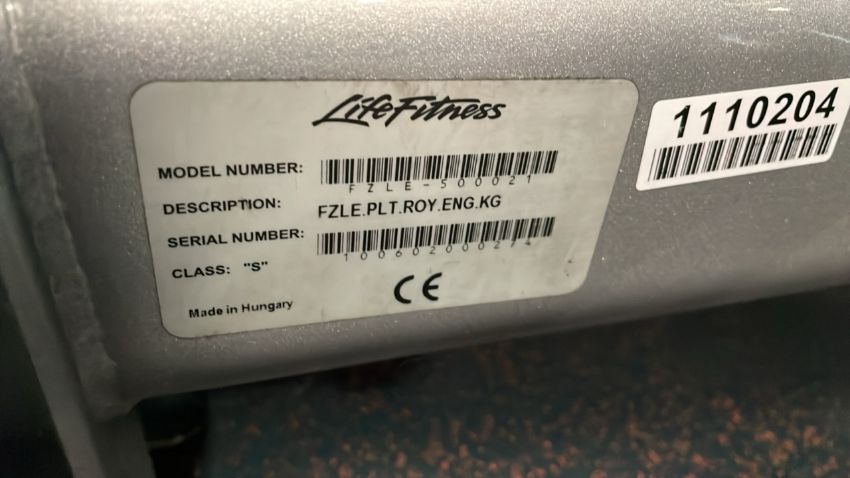 LifeFitness
MODEL NUMBER:
FZLE-500021
DESCRIPTION: FZLE.PLT.ROY.ENG.KG
SERIAL NUMBER:
100602000274
CLASS: "S"
CE
Made in Hungary
1110204